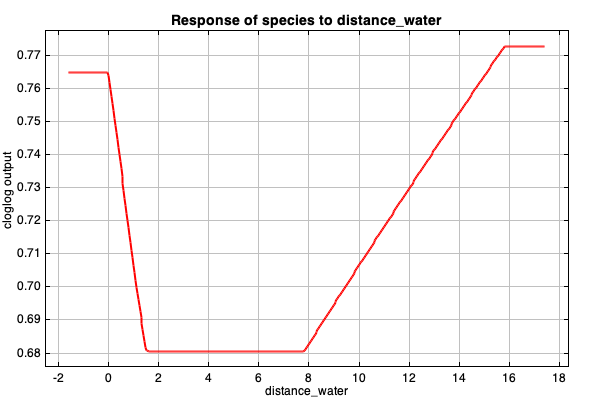 Response of species to distance_water
cloglog output
0.77
0.76
0.75
0.74
0.73
0.72
0.71
0.70
0.69
0.68
-2 0 2 4 6 8 10 12 14 16 18
distance_water